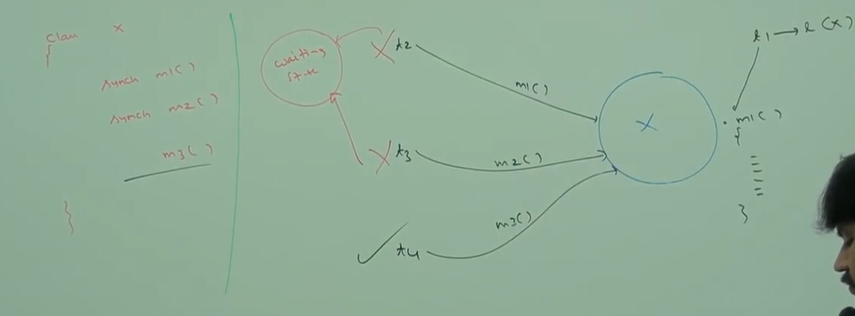 Class X
{
synch m1()
synch m2()
m3()
}
waiting
state
t2
m1()
t3
m2()
t4
m3()
X
t1 → l(X)
.m1()
{
}